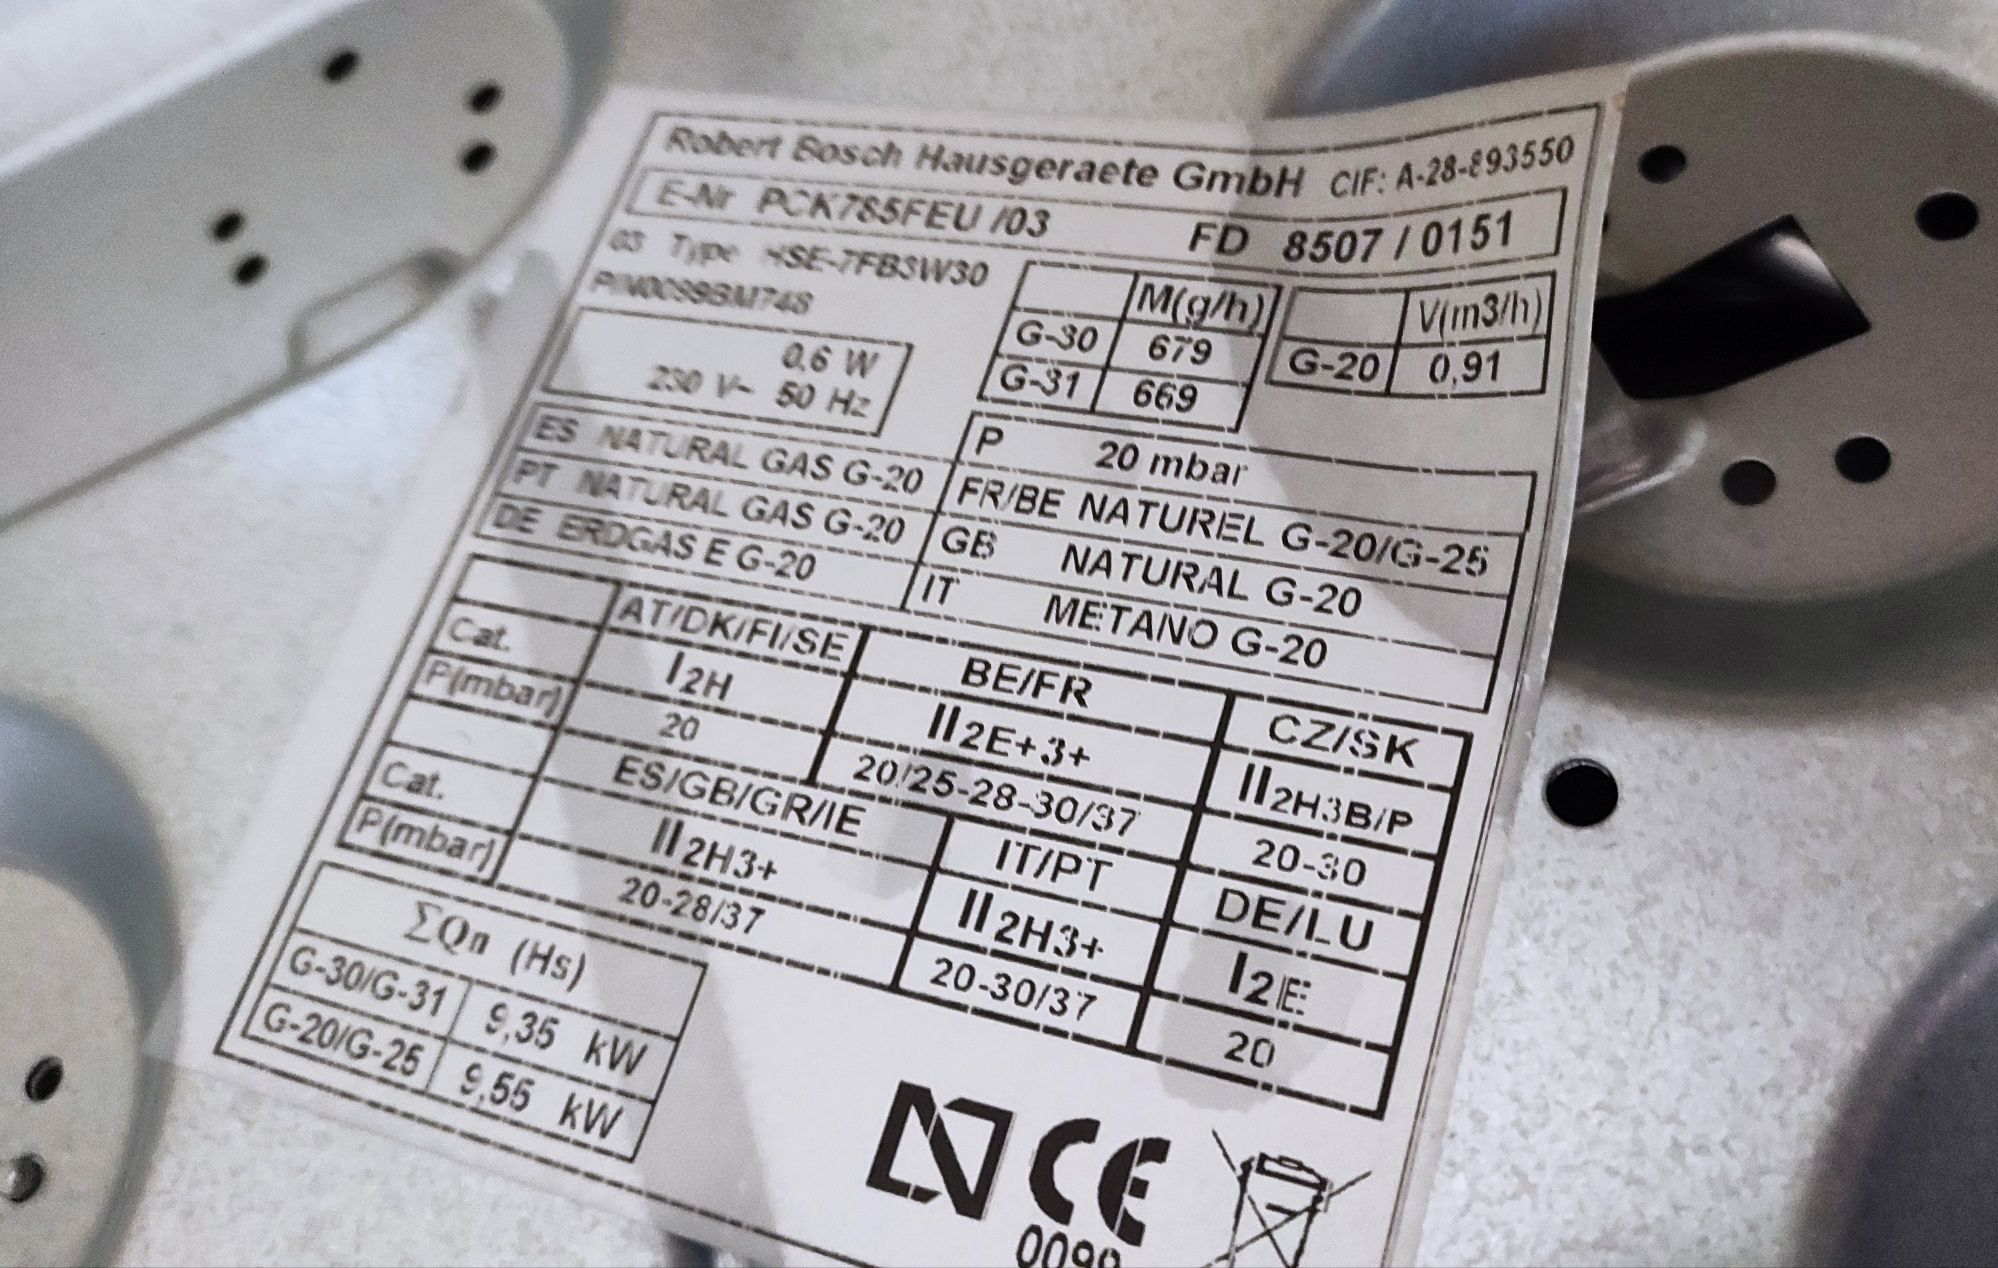 Robert Bosch Hausgeraete GmbH CIF: A-28-893550
E-Nr PCK785FEU /03 FD 8507 / 0151
03 Type HSE-7FB3W30
PIN0099BM748
M(g/h)
G-30 679
G-31 669
V(m3/h)
G-20 0,91
0,6 W
230 V~ 50 Hz
P 20 mbar
ES NATURAL GAS G-20 FR/BE NATUREL G-20/G-25
PT NATURAL GAS G-20 GB NATURAL G-20
DE ERDGAS E G-20 IT METANO G-20
AT/DK/FI/SE BE/FR CZ/SK
Cat. I2H II2E+3+ II2H3B/P
P(mbar) 20 20/25-28-30/37 20-30
ES/GB/GR/IE IT/PT DE/LU
Cat. II2H3+ II2H3+ I2E
P(mbar) 20-28/37 20-30/37 20
ΣQn (Hs)
G-30/G-31 9,35 kW
G-20/G-25 9,55 kW
N CE
0099